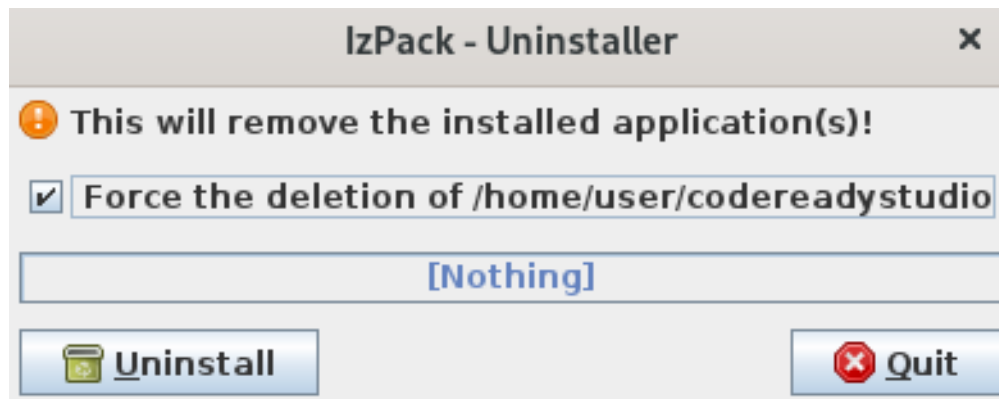 IzPack - Uninstaller ×
This will remove the installed application(s)!
Force the deletion of /home/user/codereadystudio
[Nothing]
Uninstall Quit